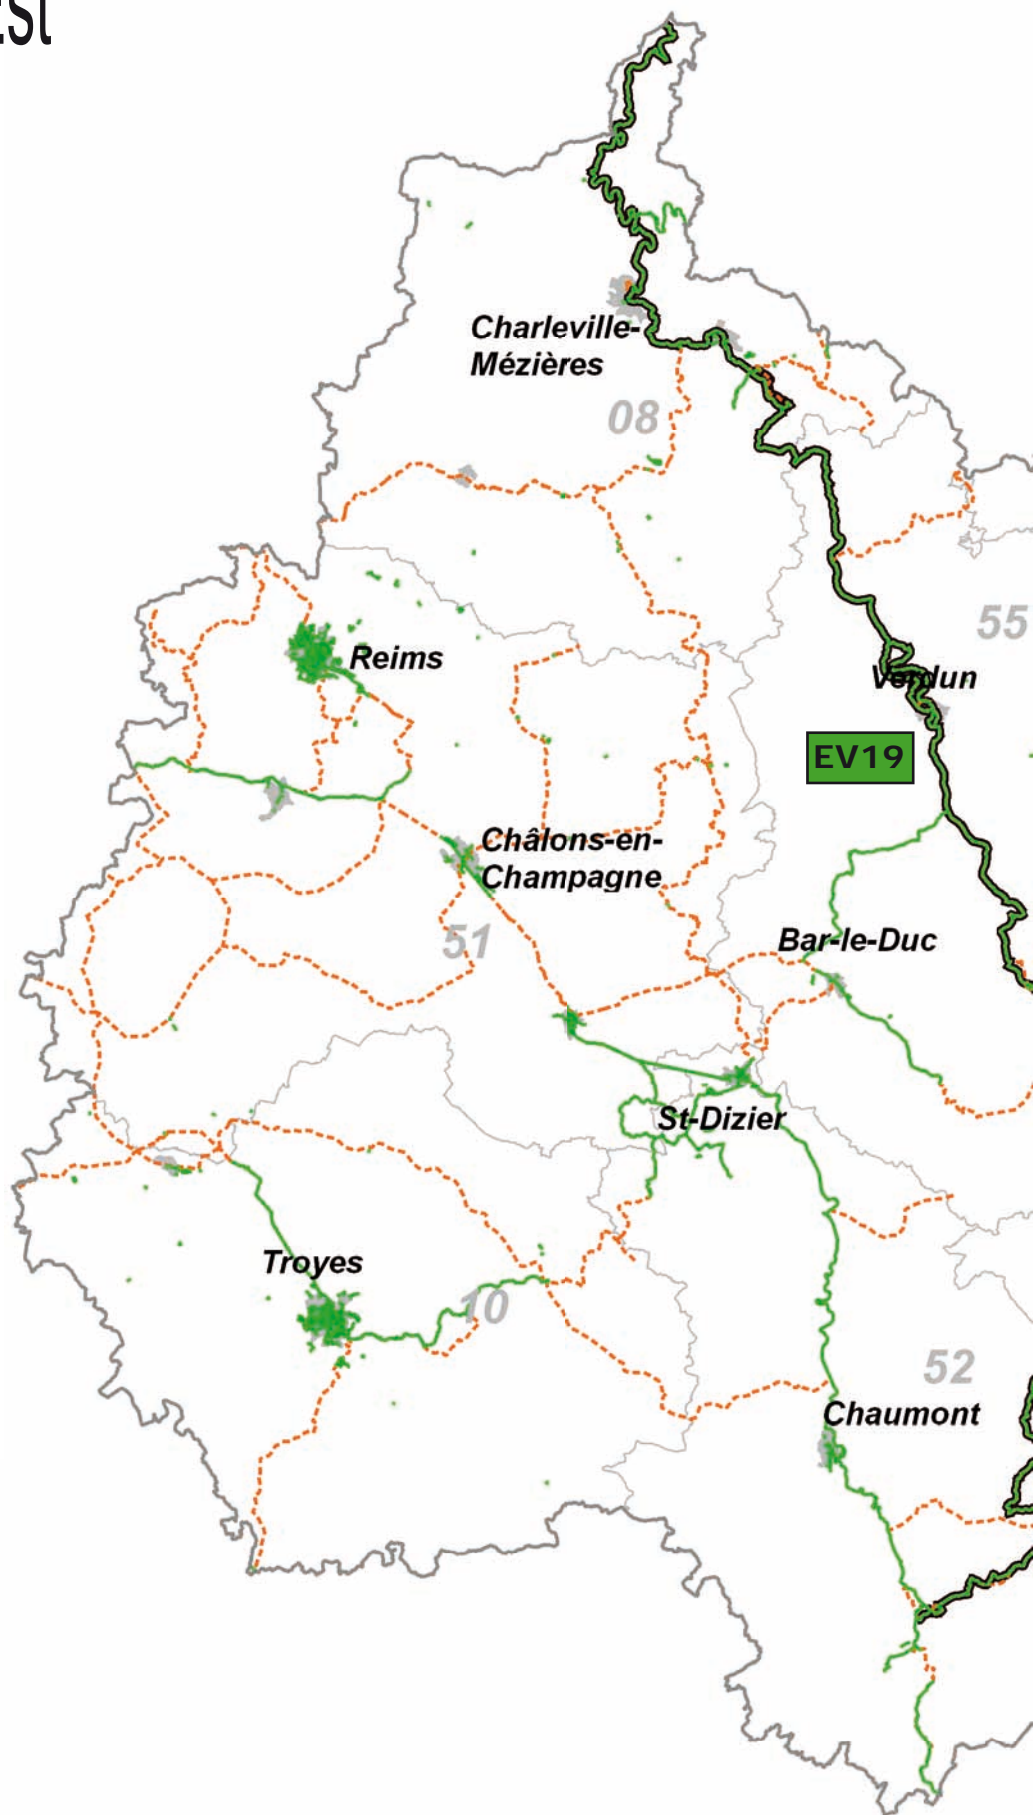 Charleville-
Mézières
08
55
Reims
Verdun
EV19
Châlons-en-
Champagne
51
Bar-le-Duc
St-Dizier
Troyes
10
52
Chaumont